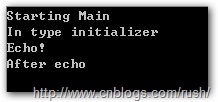 Starting Main
In type initializer
Echo!
After echo
http://www.cnblogs.com/rush/